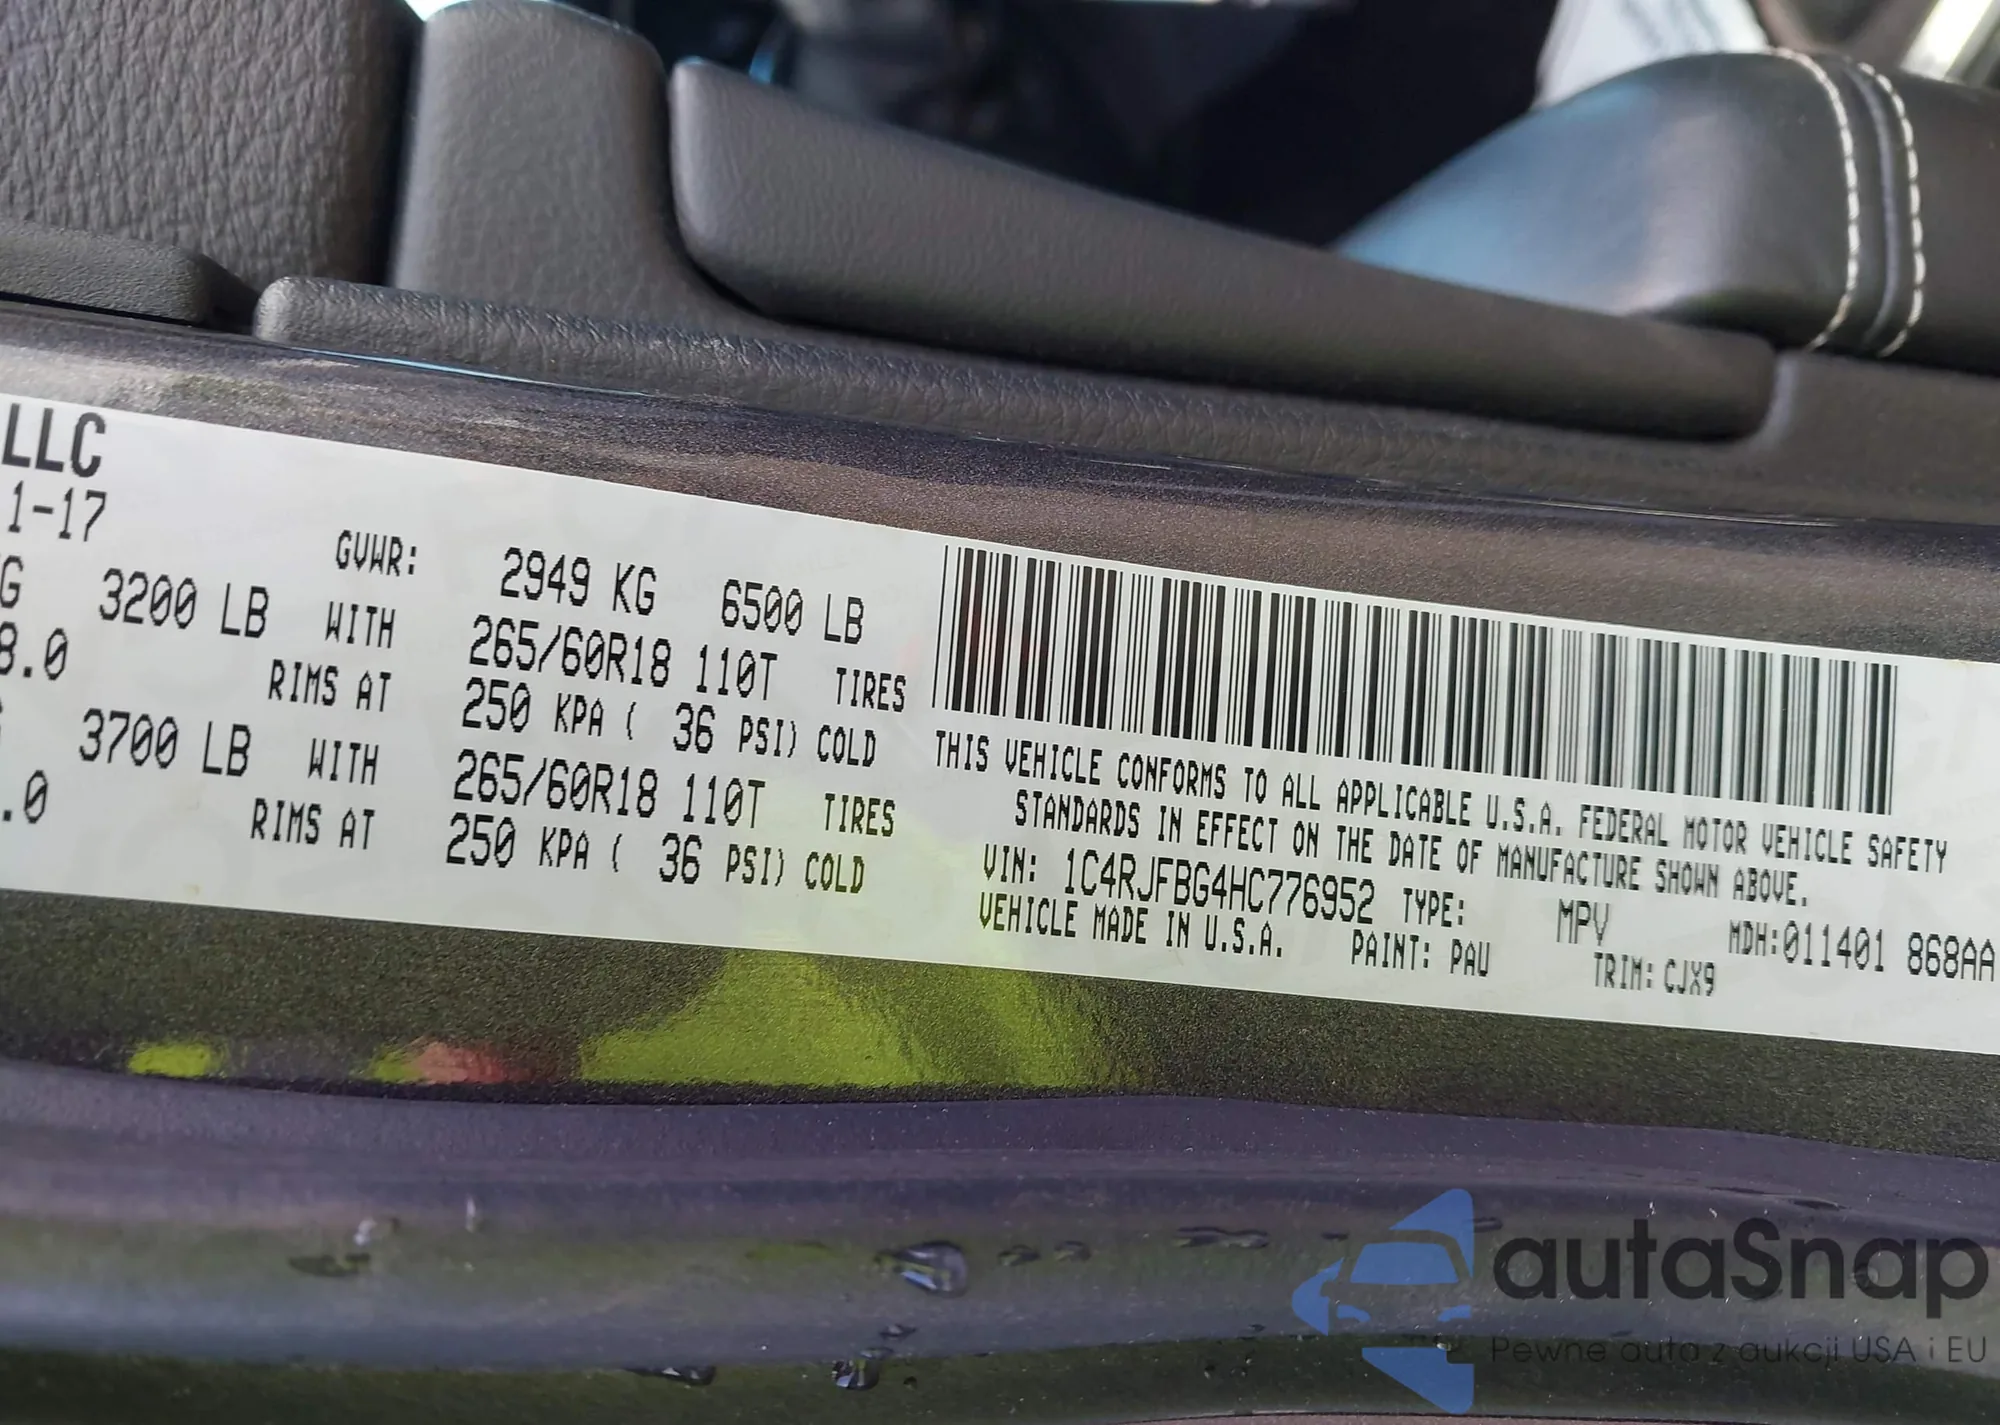 LLC
1-17
GVWR: 2949 KG 6500 LB
G 3200 LB WITH 265/60R18 110T TIRES
8.0 RIMS AT 250 KPA ( 36 PSI) COLD
3700 LB WITH 265/60R18 110T TIRES
.0 RIMS AT 250 KPA ( 36 PSI) COLD
THIS VEHICLE CONFORMS TO ALL APPLICABLE U.S.A. FEDERAL MOTOR VEHICLE SAFETY
STANDARDS IN EFFECT ON THE DATE OF MANUFACTURE SHOWN ABOVE.
VIN: 1C4RJFBG4HC776952 TYPE: MPV MDH:011401 868AA
VEHICLE MADE IN U.S.A. PAINT: PAU TRIM: CJX9
autaSnap
Pewne auta z aukcji USA i EU